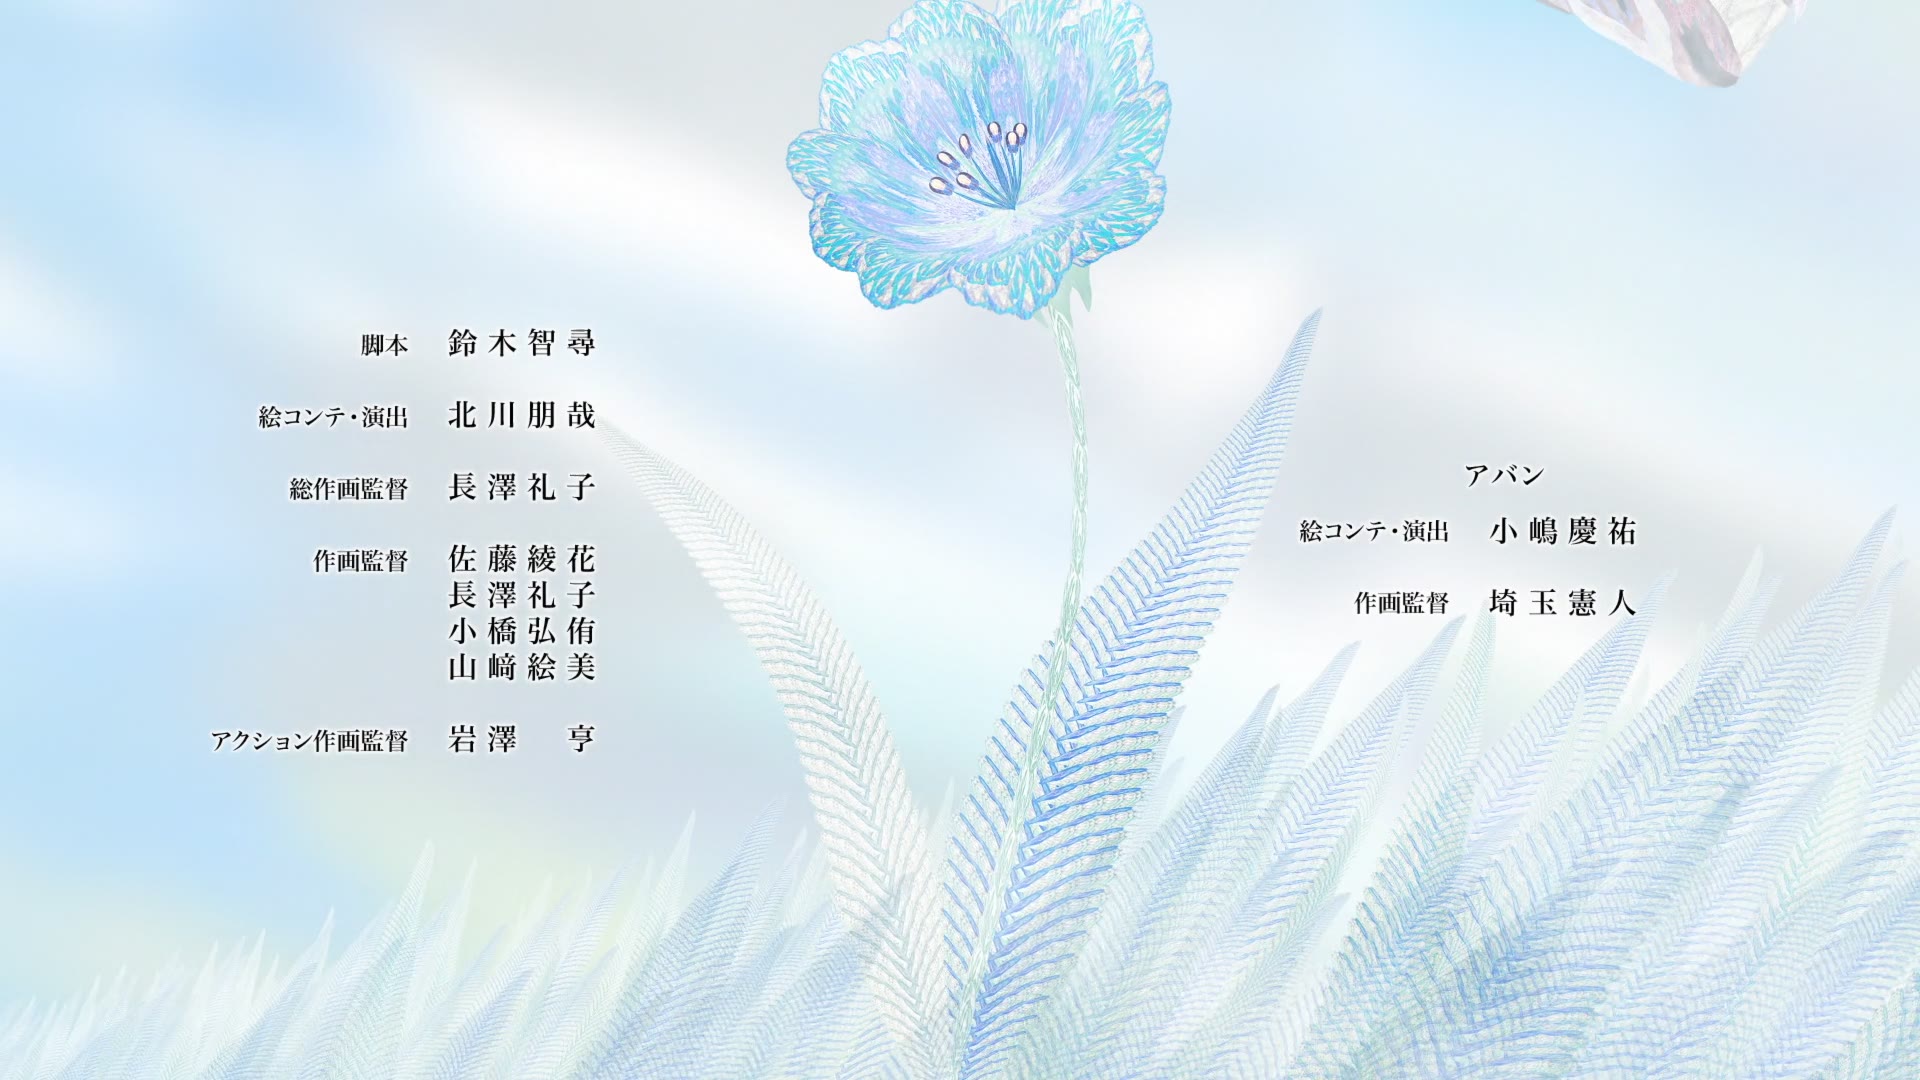 脚本 鈴木智尋
絵コンテ・演出 北川朋哉
総作画監督 長澤礼子
作画監督 佐藤綾花
長澤礼子
小橋弘侑
山﨑絵美
アクション作画監督 岩澤 亨
アバン
絵コンテ・演出 小嶋慶祐
作画監督 埼玉憲人